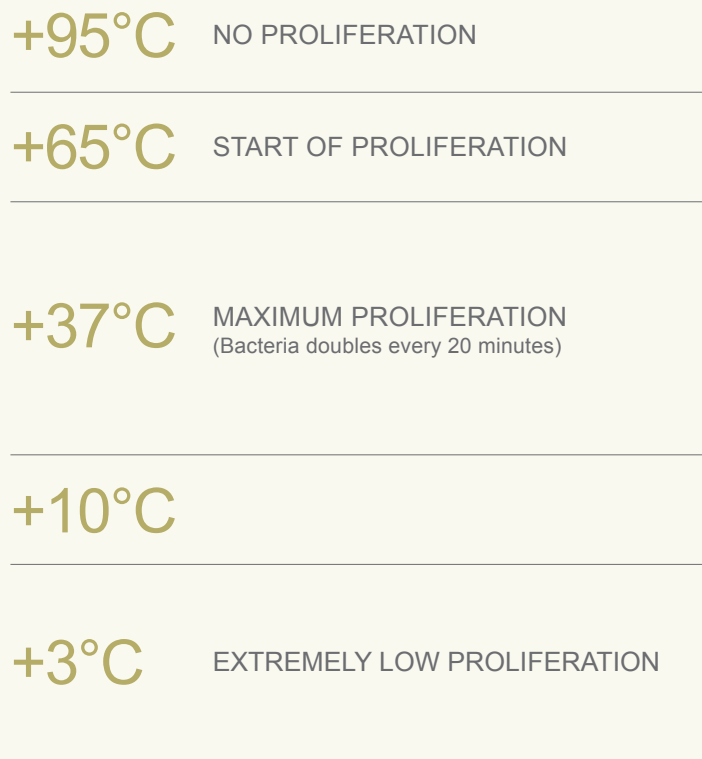 +95°C NO PROLIFERATION
+65°C START OF PROLIFERATION
+37°C MAXIMUM PROLIFERATION
(Bacteria doubles every 20 minutes)
+10°C
+3°C EXTREMELY LOW PROLIFERATION